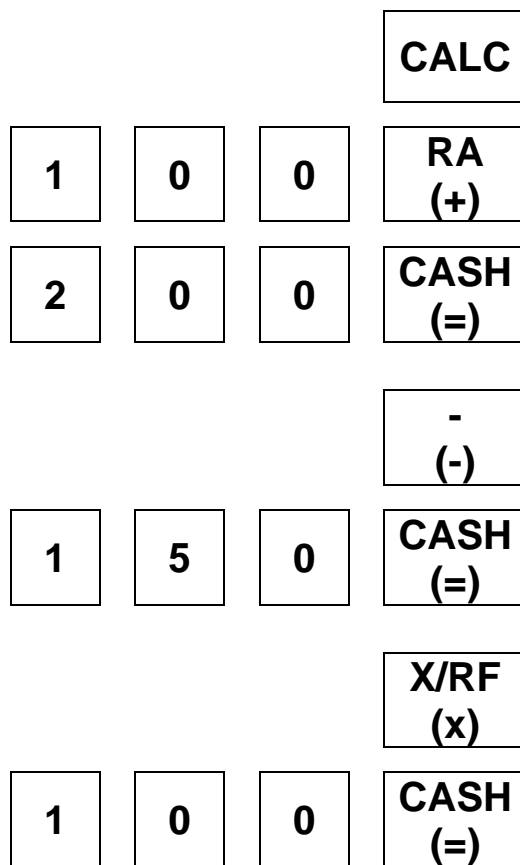 CALC
1 0 0 RA
(+)
2 0 0 CASH
(=)
-
(-)
1 5 0 CASH
(=)
X/RF
(x)
1 0 0 CASH
(=)